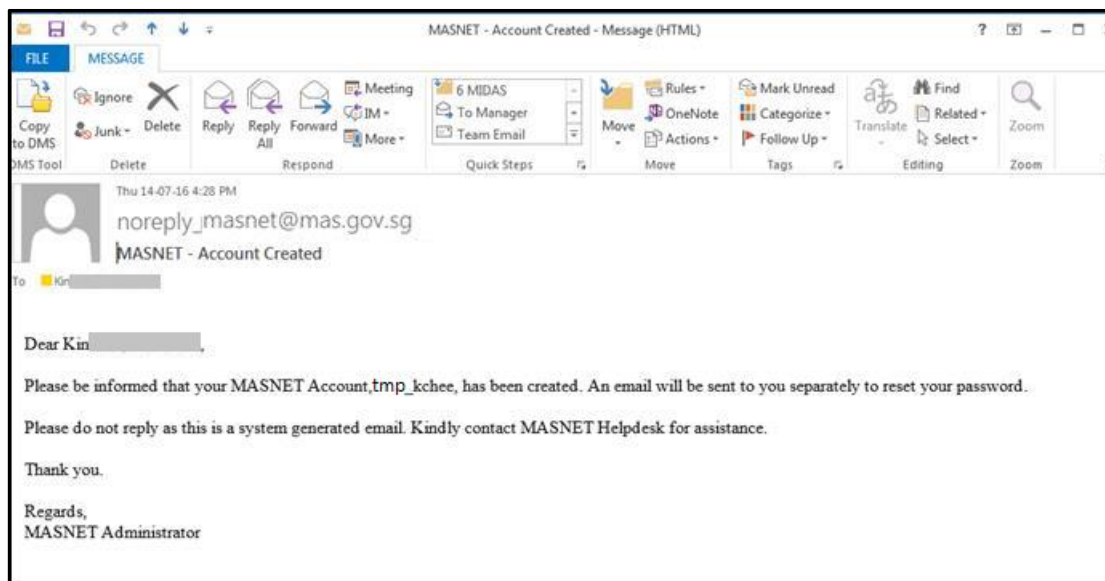 MASNET - Account Created - Message (HTML)
?
FILE MESSAGE
Copy to DMS
Ignore
Junk
Delete
Reply
Reply All
Forward
Meeting
IM
More
6 MIDAS
To Manager
Team Email
Move
Rules
OneNote
Actions
Mark Unread
Categorize
Follow Up
あ
Translate
Find
Related
Select
Zoom
DMS Tool Delete Respond Quick Steps Move Tags Editing Zoom
Thu 14-07-16 4:28 PM
noreply_masnet@mas.gov.sg
MASNET - Account Created
To Kin
Dear Kin ,
Please be informed that your MASNET Account,tmp_kchee, has been created. An email will be sent to you separately to reset your password.
Please do not reply as this is a system generated email. Kindly contact MASNET Helpdesk for assistance.
Thank you.
Regards,
MASNET Administrator